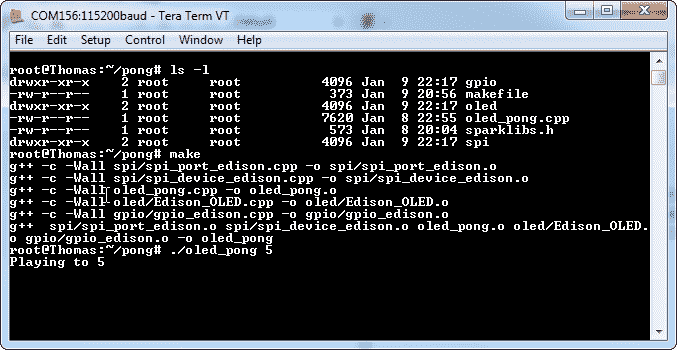 COM156:115200baud - Tera Term VT
File Edit Setup Control Window Help
root@Thomas:~/pong# ls -l
drwxr-xr-x 2 root root 4096 Jan 9 22:17 gpio
-rw-r--r-- 1 root root 373 Jan 9 20:56 makefile
drwxr-xr-x 2 root root 4096 Jan 9 22:17 oled
-rw-r--r-- 1 root root 7620 Jan 8 22:55 oled_pong.cpp
-rw-r--r-- 1 root root 573 Jan 8 20:04 sparklibs.h
drwxr-xr-x 2 root root 4096 Jan 9 22:17 spi
root@Thomas:~/pong# make
g++ -c -Wall spi/spi_port_edison.cpp -o spi/spi_port_edison.o
g++ -c -Wall spi/spi_device_edison.cpp -o spi/spi_device_edison.o
g++ -c -Wall oled_pong.cpp -o oled_pong.o
g++ -c -Wall oled/Edison_OLED.cpp -o oled/Edison_OLED.o
g++ -c -Wall gpio/gpio_edison.cpp -o gpio/gpio_edison.o
g++  spi/spi_port_edison.o spi/spi_device_edison.o oled_pong.o oled/Edison_OLED.
o gpio/gpio_edison.o -o oled_pong
root@Thomas:~/pong# ./oled_pong 5
Playing to 5